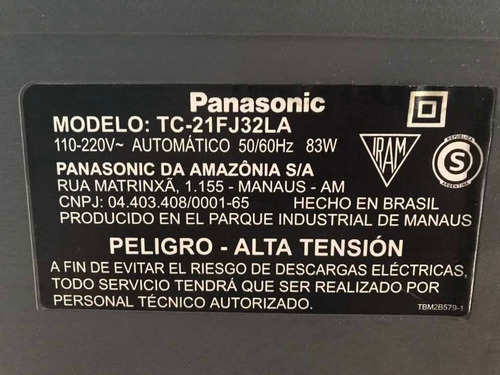 Panasonic
MODELO: TC-21FJ32LA
110-220V~ AUTOMÁTICO 50/60Hz 83W
PANASONIC DA AMAZÔNIA S/A
RUA MATRINXÃ, 1.155 - MANAUS - AM
CNPJ: 04.403.408/0001-65 HECHO EN BRASIL
PRODUCIDO EN EL PARQUE INDUSTRIAL DE MANAUS
IRAM
REPUBLICA
S
ARGENTINA
PELIGRO - ALTA TENSIÓN
A FIN DE EVITAR EL RIESGO DE DESCARGAS ELÉCTRICAS,
TODO SERVICIO TENDRÁ QUE SER REALIZADO POR
PERSONAL TÉCNICO AUTORIZADO.
TBM2B579-1